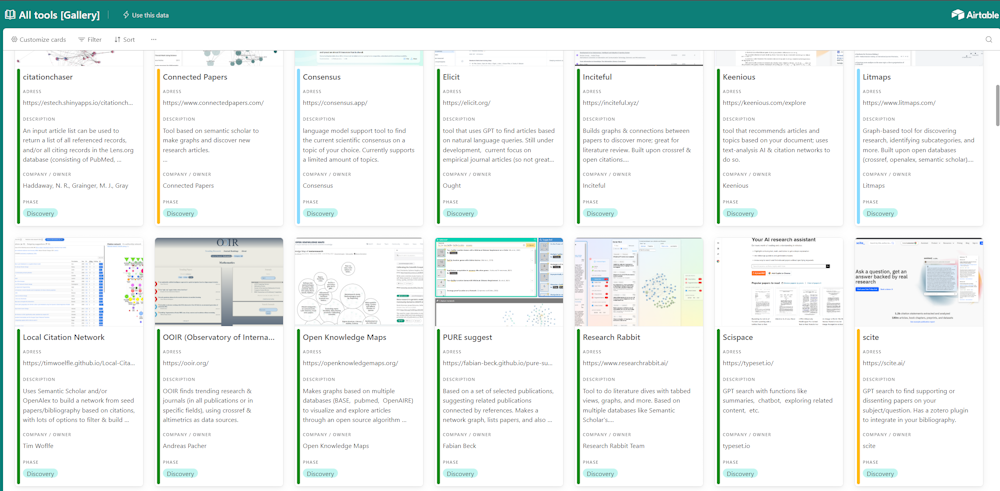 All tools [Gallery]
Use this data
Airtable
Customize cards
Filter
Sort
...
citationchaser
ADRESS
https://estech.shinyapps.io/citationch...
DESCRIPTION
An input article list can be used to
return a list of all referenced records,
and/or all citing records in the Lens.org
database (consisting of PubMed, ...
COMPANY / OWNER
Haddaway, N. R., Grainger, M. J., Gray
PHASE
Discovery
Connected Papers
ADRESS
https://www.connectedpapers.com/
DESCRIPTION
Tool based on semantic scholar to
make graphs and discover new
research articles.
...
COMPANY / OWNER
Connected Papers
PHASE
Discovery
Consensus
ADRESS
https://consensus.app/
DESCRIPTION
language model support tool to find
the current scientific consensus on a
topic of your choice. Currently supports
a limited amount of topics.
COMPANY / OWNER
Consensus
PHASE
Discovery
Elicit
ADRESS
https://elicit.org/
DESCRIPTION
tool that uses GPT to find articles based
on natural language queries. Still under
development, current focus on
empirical journal articles (so not great...
COMPANY / OWNER
Ought
PHASE
Discovery
Inciteful
ADRESS
https://inciteful.xyz/
DESCRIPTION
Builds graphs & connections between
papers to discover more; great for
literature review. Built upon crossref &
open citations....
COMPANY / OWNER
Inciteful
PHASE
Discovery
Keenious
ADRESS
https://keenious.com/explore
DESCRIPTION
tool that recommends articles and
topics based on your document; uses
text-analysis AI & citation networks to
do so.
COMPANY / OWNER
Keenious
PHASE
Discovery
Litmaps
ADRESS
https://www.litmaps.com/
DESCRIPTION
Graph-based tool for discovering
research, identifying subcategories, and
more. Built upon open databases
(crossref, openalex, semantic scholar)....
COMPANY / OWNER
Litmaps
PHASE
Discovery
Local Citation Network
ADRESS
https://timwoelfle.github.io/Local-Cita...
DESCRIPTION
Uses Semantic Scholar and/or
OpenAlex to build a network from seed
papers/bibliography based on citations,
with lots of options to filter & build ...
COMPANY / OWNER
Tim Wölfle
PHASE
Discovery
OOIR
OOIR (Observatory of Interna...
ADRESS
https://ooir.org/
DESCRIPTION
OOIR finds trending research &
journals (in all publications or in
specific fields), using crossref &
altimetrics as data sources.
COMPANY / OWNER
Andreas Pacher
PHASE
Discovery
Open Knowledge Maps
ADRESS
https://openknowledgemaps.org/
DESCRIPTION
Makes graphs based on multiple
databases (BASE, pubmed, OpenAIRE)
to visualize and explore articles
through an open source algorithm ...
COMPANY / OWNER
Open Knowledge Maps
PHASE
Discovery
PURE suggest
ADRESS
https://fabian-beck.github.io/pure-su...
DESCRIPTION
Based on a set of selected publications,
suggesting related publications
connected by references. Makes a
network graph, lists papers, and also ...
COMPANY / OWNER
Fabian Beck
PHASE
Discovery
Research Rabbit
ADRESS
https://www.researchrabbit.ai/
DESCRIPTION
Tool to do literature dives with tabbed
views, graphs, and more. Based on
multiple databases like Semantic
Scholar's....
COMPANY / OWNER
Research Rabbit Team
PHASE
Discovery
Your AI research assistant
Scispace
ADRESS
https://typeset.io/
DESCRIPTION
GPT search with functions like
summaries, chatbot, exploring related
content, etc.
COMPANY / OWNER
typeset.io
PHASE
Discovery
Ask a question, get an
answer backed by real
research
scite
ADRESS
https://scite.ai/
DESCRIPTION
GPT search to find supporting or
dissenting papers on your
subject/question. Has a zotero plugin
to integrate in your bibliography.
COMPANY / OWNER
scite
PHASE
Discovery